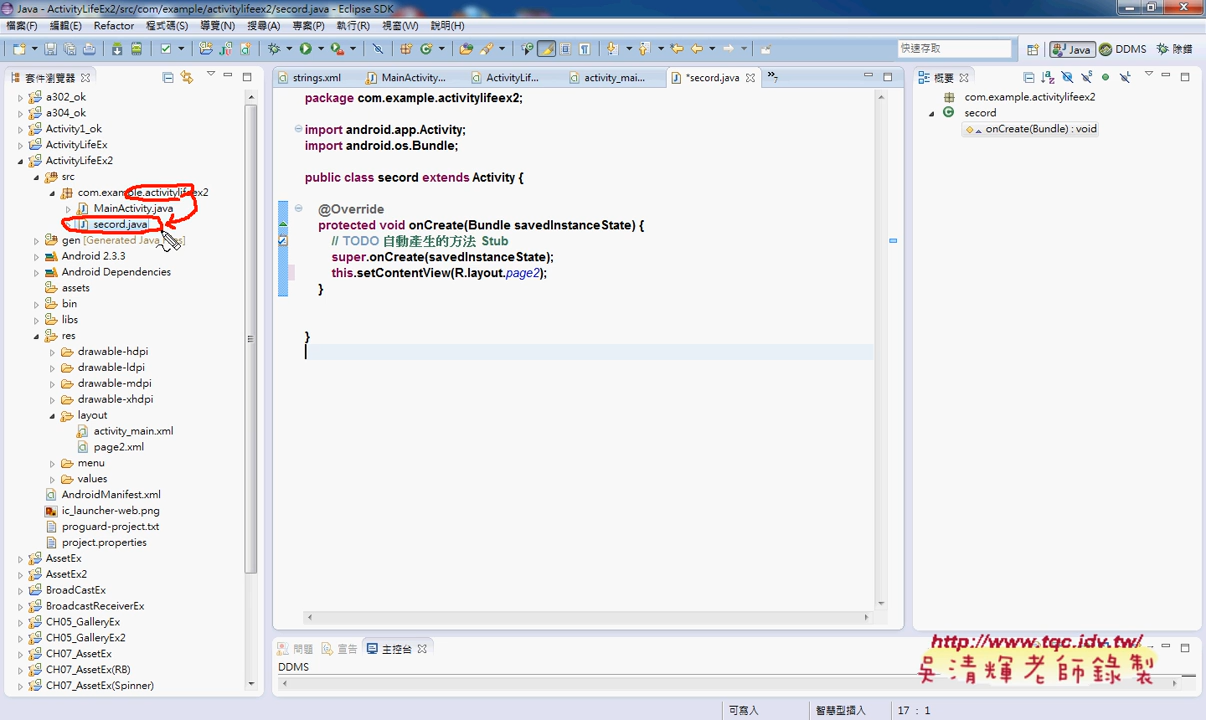 Java - ActivityLifeEx2/src/com/example/activitylifeex2/secord.java - Eclipse SDK
檔案(F) 編輯(E) Refactor 程式碼(S) 導覽(N) 搜尋(A) 專案(P) 執行(R) 視窗(W) 說明(H)
快速存取 Java DDMS 除錯
套件瀏覽器
a302_ok
a304_ok
Activity1_ok
ActivityLifeEx
ActivityLifeEx2
src
com.example.activitylifeex2
MainActivity.java
secord.java
gen [Generated Java Files]
Android 2.3.3
Android Dependencies
assets
bin
libs
res
drawable-hdpi
drawable-ldpi
drawable-mdpi
drawable-xhdpi
layout
activity_main.xml
page2.xml
menu
values
AndroidManifest.xml
ic_launcher-web.png
proguard-project.txt
project.properties
AssetEx
AssetEx2
BroadCastEx
BroadcastReceiverEx
CH05_GalleryEx
CH05_GalleryEx2
CH07_AssetEx
CH07_AssetEx(RB)
CH07_AssetEx(Spinner)
strings.xml MainActivity... ActivityLif... activity_mai... *secord.java »7
package com.example.activitylifeex2;
import android.app.Activity;
import android.os.Bundle;
public class secord extends Activity {
@Override
protected void onCreate(Bundle savedInstanceState) {
// TODO 自動產生的方法 Stub
super.onCreate(savedInstanceState);
this.setContentView(R.layout.page2);
}
}
概要
com.example.activitylifeex2
secord
onCreate(Bundle) : void
問題 宣告 主控台
DDMS
http://www.tqc.idv.tw/
吳清輝老師錄製
可寫入 智慧型插入 17 : 1